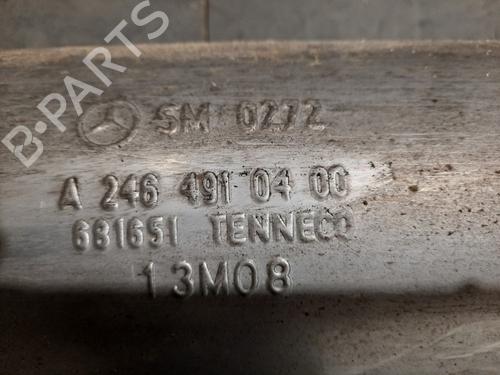 SM 0272
A 246 491 04 00
681651 TENNECO
13M08
B-PARTS